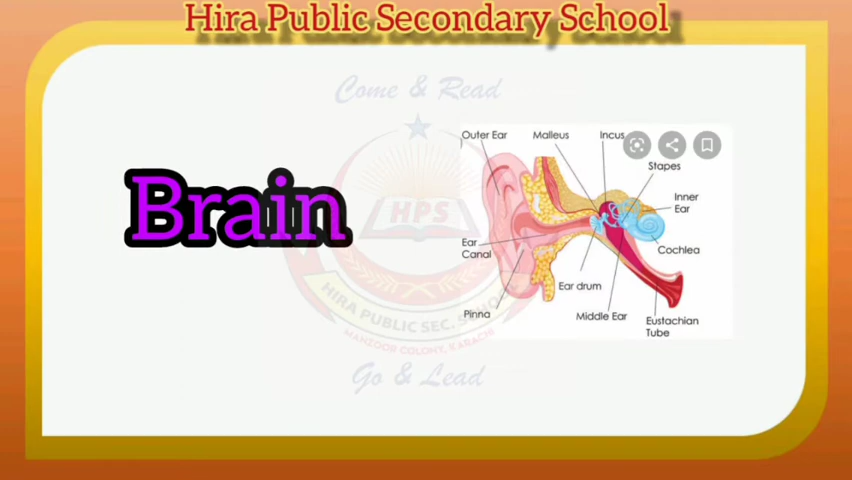 Hira Public Secondary School
Come & Read
Brain
Outer Ear
Malleus
Incus
Stapes
Inner
Ear
Cochlea
Ear
Canal
Ear drum
Pinna
Middle Ear
Eustachian
Tube
HPS
HIRA PUBLIC SEC. SCHOOL
MANZOOR COLONY, KARACHI
Go & Lead